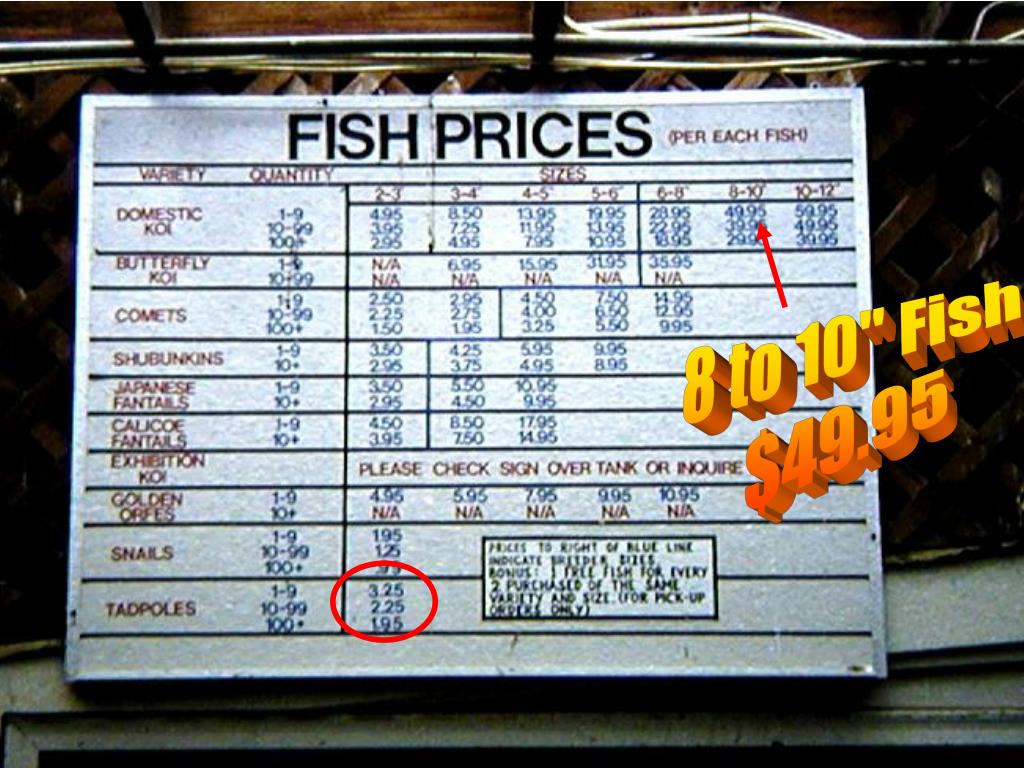 FISH PRICES (PER EACH FISH)
VARIETY QUANTITY SIZES
2-3" 3-4" 4-5" 5-6" 6-8" 8-10" 10-12"
DOMESTIC KOI
1-9 4.95 8.50 13.95 19.95 28.95 49.95 59.95
10-99 3.95 7.25 11.95 13.95 22.95 39.95 49.95
100+ 2.95 4.95 7.95 10.95 18.95 29.95 39.95
BUTTERFLY KOI
1-9 N/A 6.95 15.95 31.95 35.95
10-99 N/A N/A N/A N/A N/A
COMETS
1-9 2.50 2.95 4.50 7.50 14.95
10-99 2.25 2.75 4.00 6.50 12.95
100+ 1.50 1.95 3.25 5.50 9.95
SHUBUNKINS
1-9 3.50 4.25 5.95 9.95
10+ 2.95 3.75 4.95 8.95
JAPANESE FANTAILS
1-9 3.50 5.50 10.95
10+ 2.95 4.50 9.95
CALICOE FANTAILS
1-9 4.50 8.50 17.95
10+ 3.95 7.50 14.95
EXHIBITION KOI
PLEASE CHECK SIGN OVER TANK OR INQUIRE
GOLDEN ORFES
1-9 4.95 5.95 7.95 9.95 10.95
10+ N/A N/A N/A N/A N/A
SNAILS
1-9 1.95
10-99 1.25
100+ .99
TADPOLES
1-9 3.25
10-99 2.25
100+ 1.95
PRICES TO RIGHT OF BLUE LINE
INDICATE BREEDER SIZES.
BONUS: 1 FREE FISH FOR EVERY
2 PURCHASED OF THE SAME
VARIETY AND SIZE. (FOR PICK-UP
ORDERS ONLY)
8 to 10" Fish
$49.95